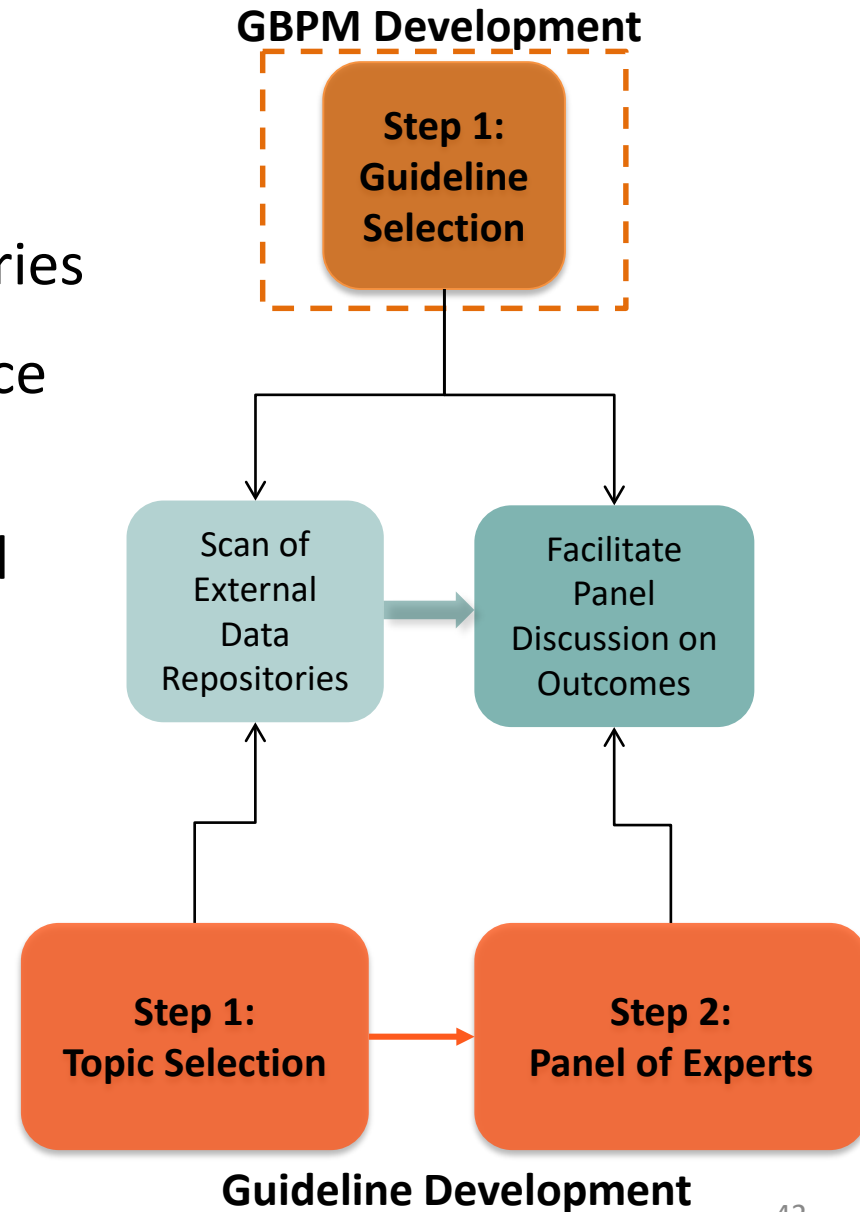 GBPM Development
Step 1:
Guideline
Selection
ries
ce
Scan of
External
Data
Repositories
Facilitate
Panel
Discussion on
Outcomes
Step 1:
Topic Selection
Step 2:
Panel of Experts
Guideline Development